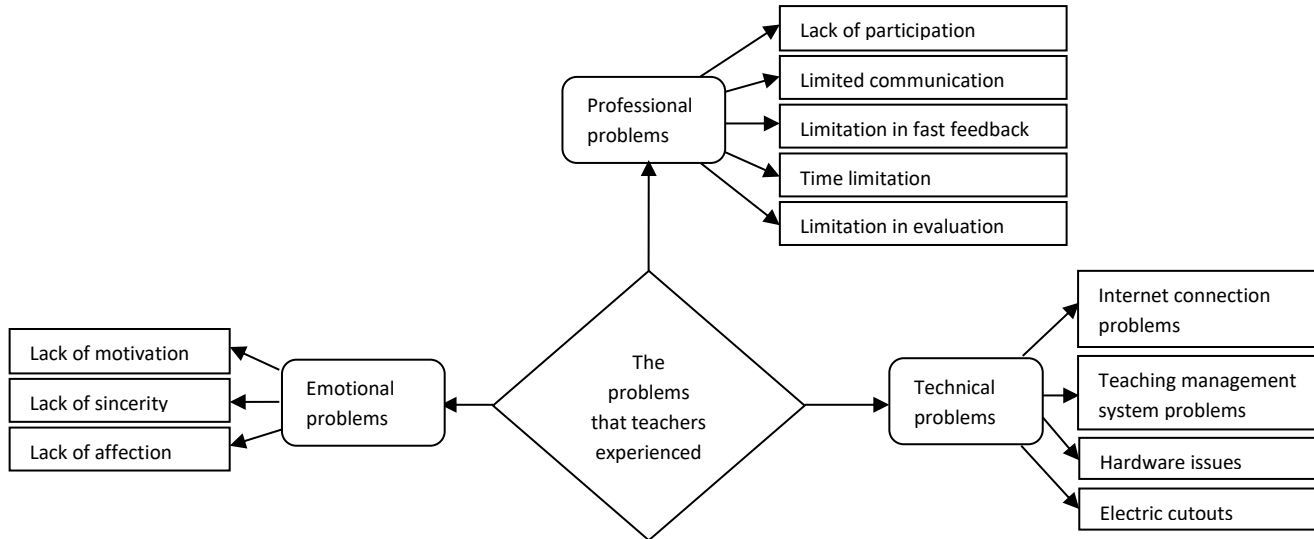 Lack of participation
Limited communication
Professional
problems
Limitation in fast feedback
Time limitation
Limitation in evaluation
Internet connection
problems
Lack of motivation
Lack of sincerity
Lack of affection
Emotional
problems
The
problems
that teachers
experienced
Technical
problems
Teaching management
system problems
Hardware issues
Electric cutouts